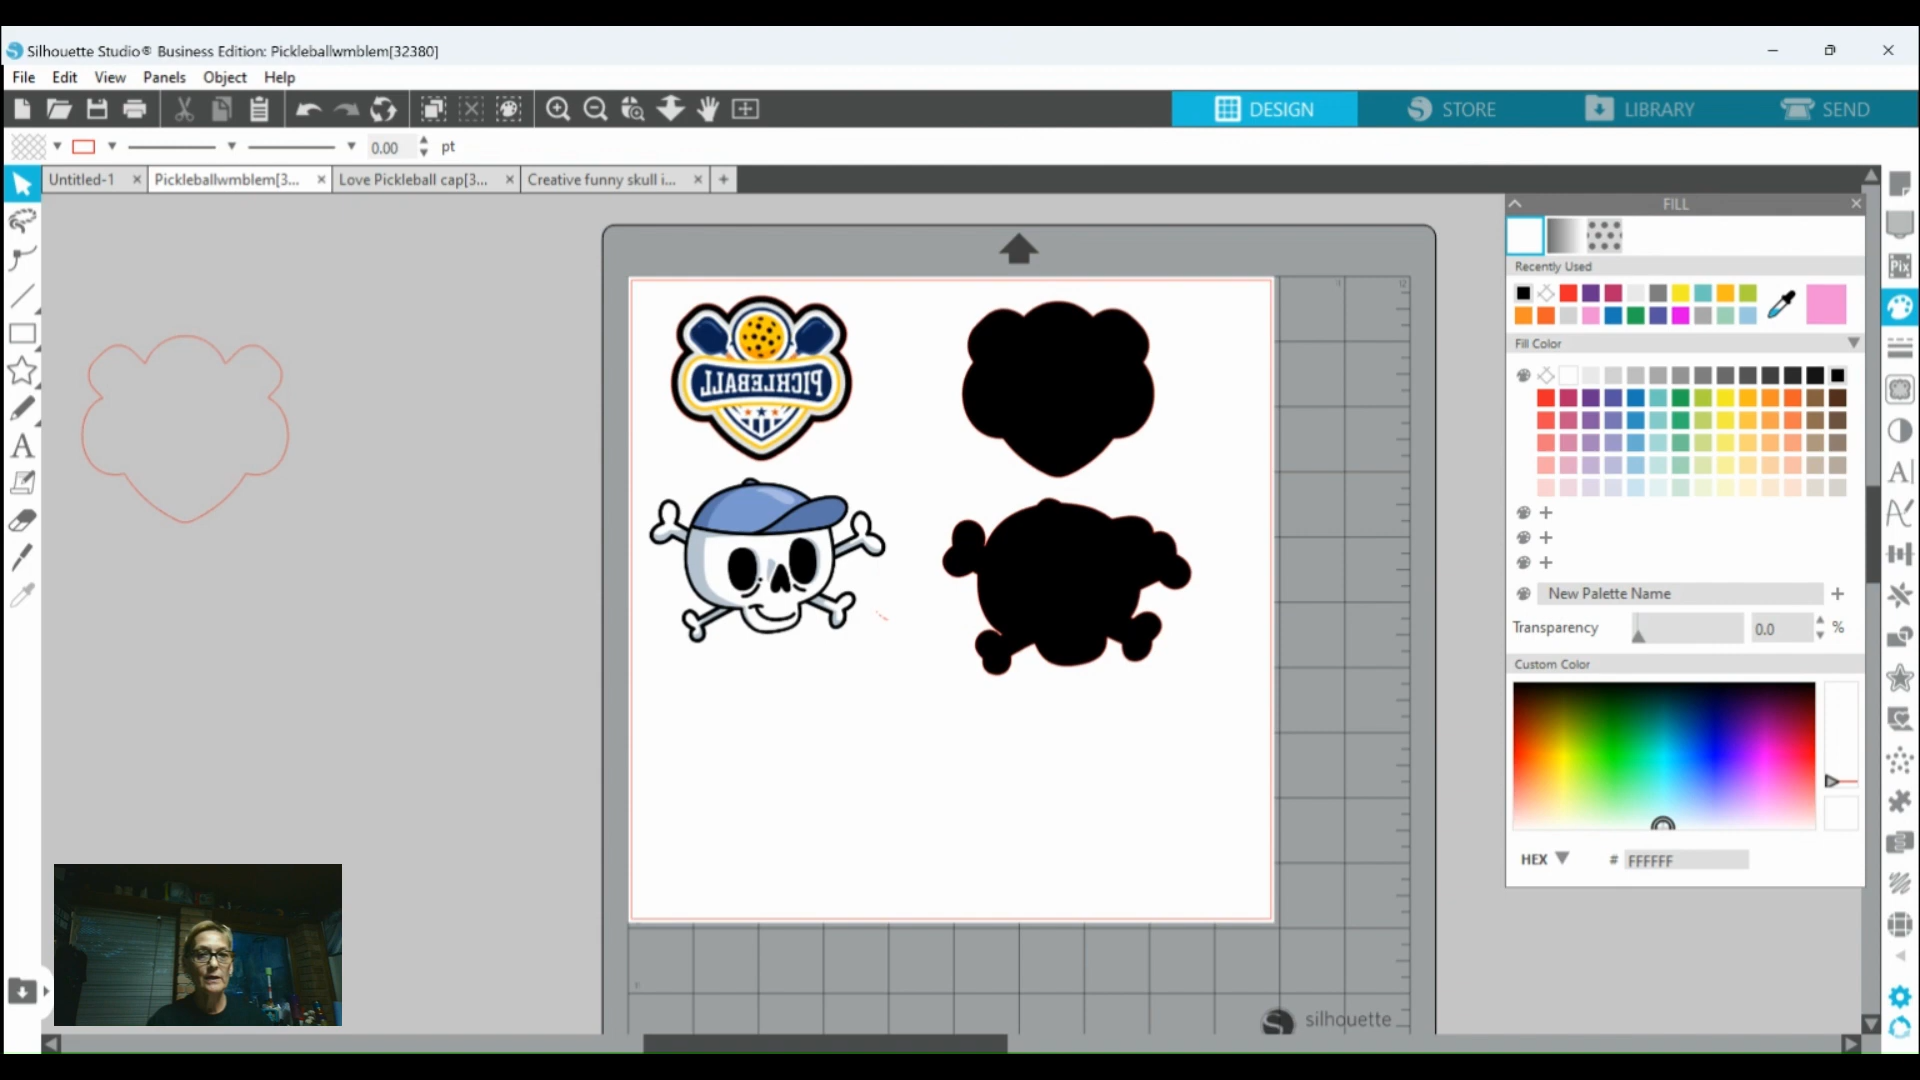 Silhouette Studio® Business Edition: Pickleballwmblem[32380]
File Edit View Panels Object Help
DESIGN STORE LIBRARY SEND
0.00 pt
Untitled-1 Pickleballwmblem[3... Love Pickleball cap[3... Creative funny skull i...
FILL
Recently Used
Fill Color
New Palette Name
Transparency 0.0 %
Custom Color
HEX # FFFFFF
Pix
PICKLEBALL
silhouette